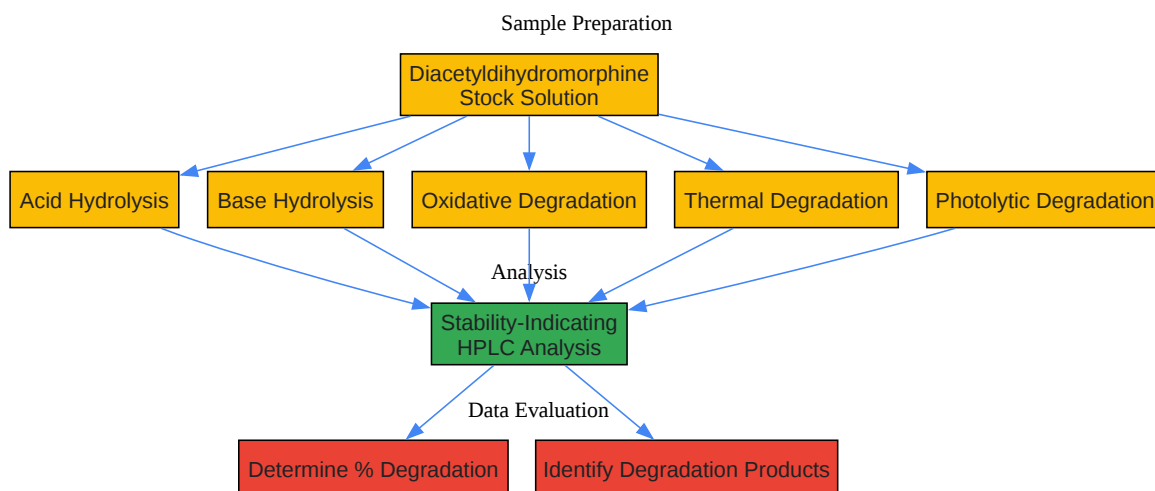 Sample Preparation
Diacetyldihydromorphine
Stock Solution
Acid Hydrolysis
Base Hydrolysis
Oxidative Degradation
Thermal Degradation
Photolytic Degradation
Analysis
Stability-Indicating
HPLC Analysis
Data Evaluation
Determine % Degradation
Identify Degradation Products